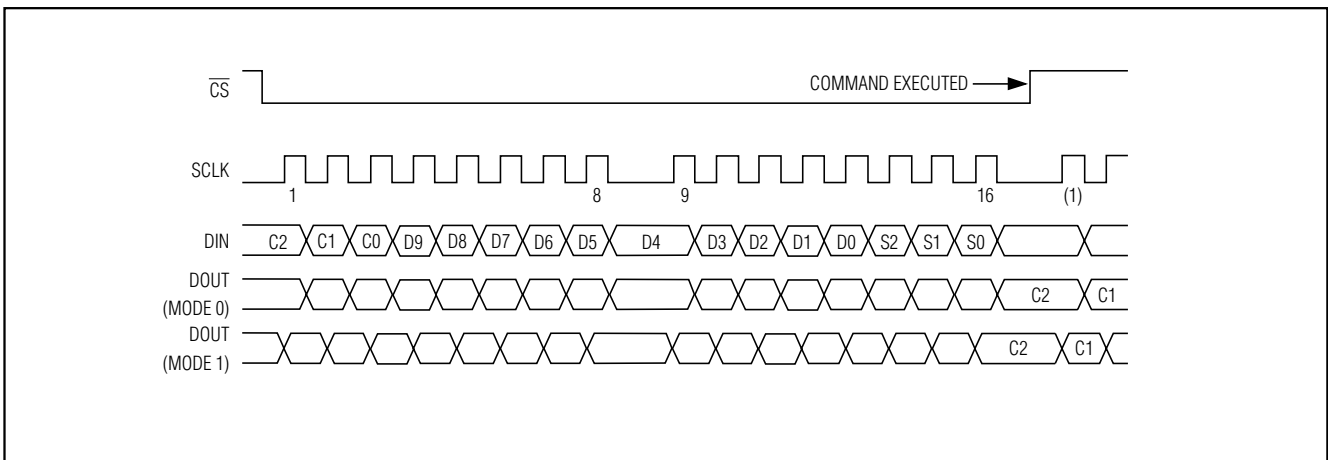 CS
COMMAND EXECUTED
SCLK
1 8 9 16 (1)
DIN C2 C1 C0 D9 D8 D7 D6 D5 D4 D3 D2 D1 D0 S2 S1 S0
DOUT
(MODE 0)
C2 C1
DOUT
(MODE 1)
C2 C1